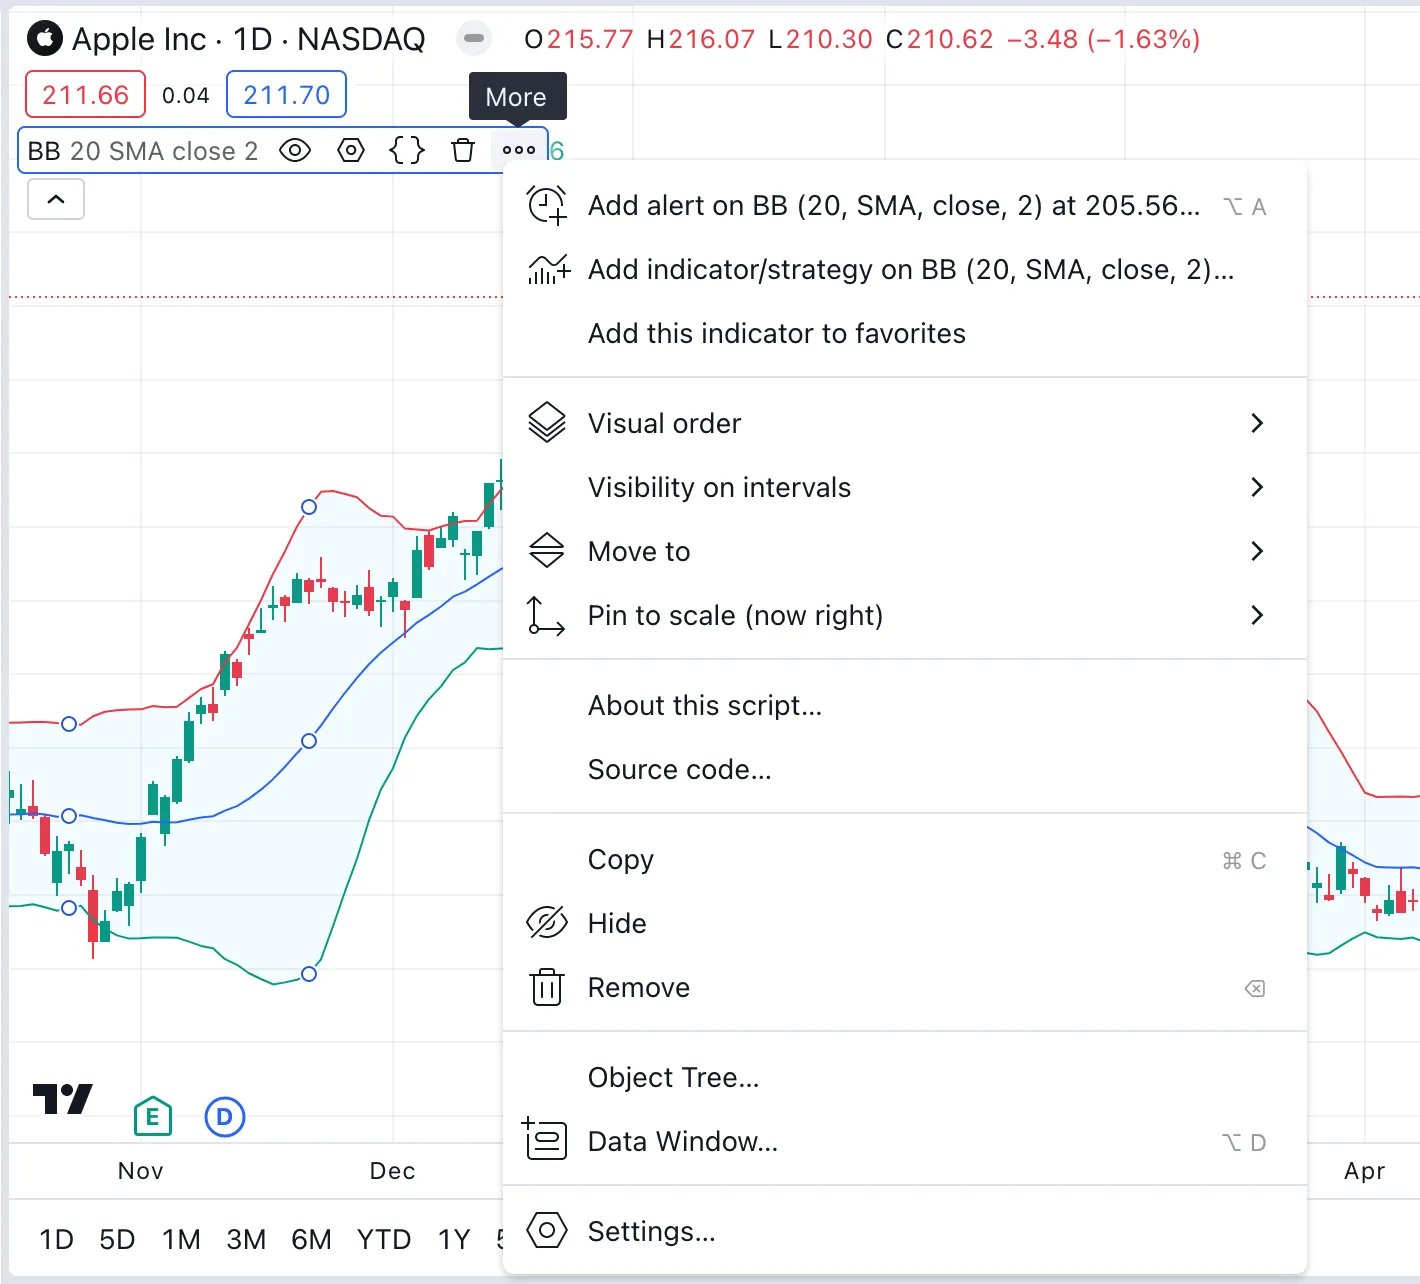 Apple Inc · 1D · NASDAQ O215.77 H216.07 L210.30 C210.62 −3.48 (−1.63%)
211.66 0.04 211.70 More
BB 20 SMA close 2 6
Add alert on BB (20, SMA, close, 2) at 205.56... ⌥ A
Add indicator/strategy on BB (20, SMA, close, 2)...
Add this indicator to favorites
Visual order
Visibility on intervals
Move to
Pin to scale (now right)
About this script...
Source code...
Copy ⌘ C
Hide
Remove ⌫
Object Tree...
E D
Data Window... ⌥ D
Nov Dec Apr
Settings...
1D 5D 1M 3M 6M YTD 1Y